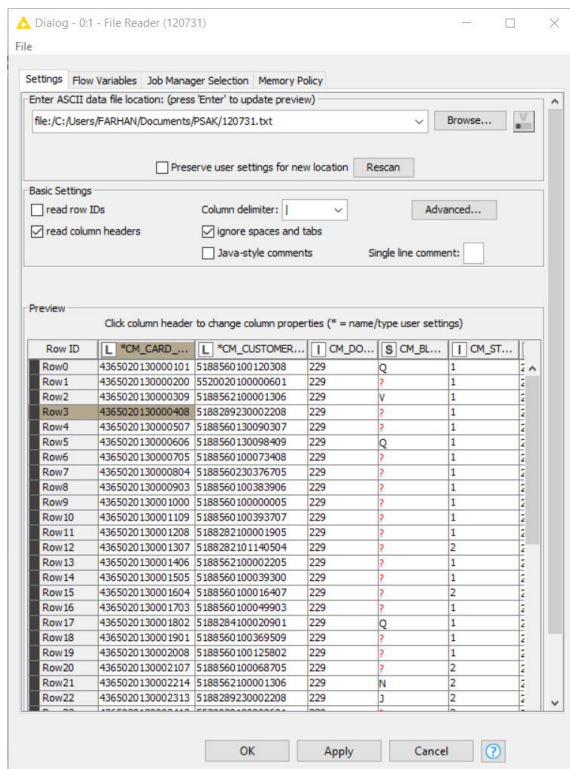 Dialog - 0:1 - File Reader (120731)
File
Settings Flow Variables Job Manager Selection Memory Policy
Enter ASCII data file location: (press 'Enter' to update preview)
file:/C:/Users/FARHAN/Documents/PSAK/120731.txt Browse... V
Preserve user settings for new location Rescan
Basic Settings
read row IDs Column delimiter: | Advanced...
read column headers ignore spaces and tabs
Java-style comments Single line comment:
Preview
Click column header to change column properties (* = name/type user settings)
Row ID L *CM_CARD_... L *CM_CUSTOMER... I CM_DO... S CM_BL... I CM_ST...
Row0 4365020130000101 5188560100120308 229 Q 1
Row1 4365020130000200 5520020100000601 229 ? 1
Row2 4365020130000309 5188562100001306 229 V 1
Row3 4365020130000408 5188289230002208 229 ? 1
Row4 4365020130000507 5188560130090307 229 ? 1
Row5 4365020130000606 5188560130098409 229 Q 1
Row6 4365020130000705 5188560100073408 229 ? 1
Row7 4365020130000804 5188560230376705 229 ? 1
Row8 4365020130000903 5188560100383906 229 ? 1
Row9 4365020130001000 5188560100000005 229 ? 1
Row10 4365020130001109 5188560100393707 229 ? 1
Row11 4365020130001208 5188282100001905 229 ? 1
Row12 4365020130001307 5188282101140504 229 ? 2
Row13 4365020130001406 5188562100002205 229 ? 1
Row14 4365020130001505 5188560100039300 229 ? 1
Row15 4365020130001604 5188560100016407 229 ? 2
Row16 4365020130001703 5188560100049903 229 ? 1
Row17 4365020130001802 5188284100020901 229 Q 1
Row18 4365020130001901 5188560100369509 229 ? 1
Row19 4365020130002008 5188560100125802 229 ? 1
Row20 4365020130002107 5188560100068705 229 ? 2
Row21 4365020130002214 5188562100001306 229 N 2
Row22 4365020130002313 5188289230002208 229 J 2
OK Apply Cancel ?